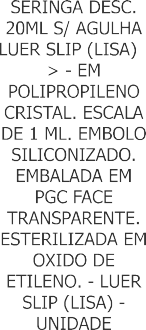 SERINGA DESC.
20ML S/ AGULHA
LUER SLIP (LISA)
> - EM
POLIPROPILENO
CRISTAL. ESCALA
DE 1 ML. EMBOLO
SILICONIZADO.
EMBALADA EM
PGC FACE
TRANSPARENTE.
ESTERILIZADA EM
OXIDO DE
ETILENO. - LUER
SLIP (LISA) -
UNIDADE